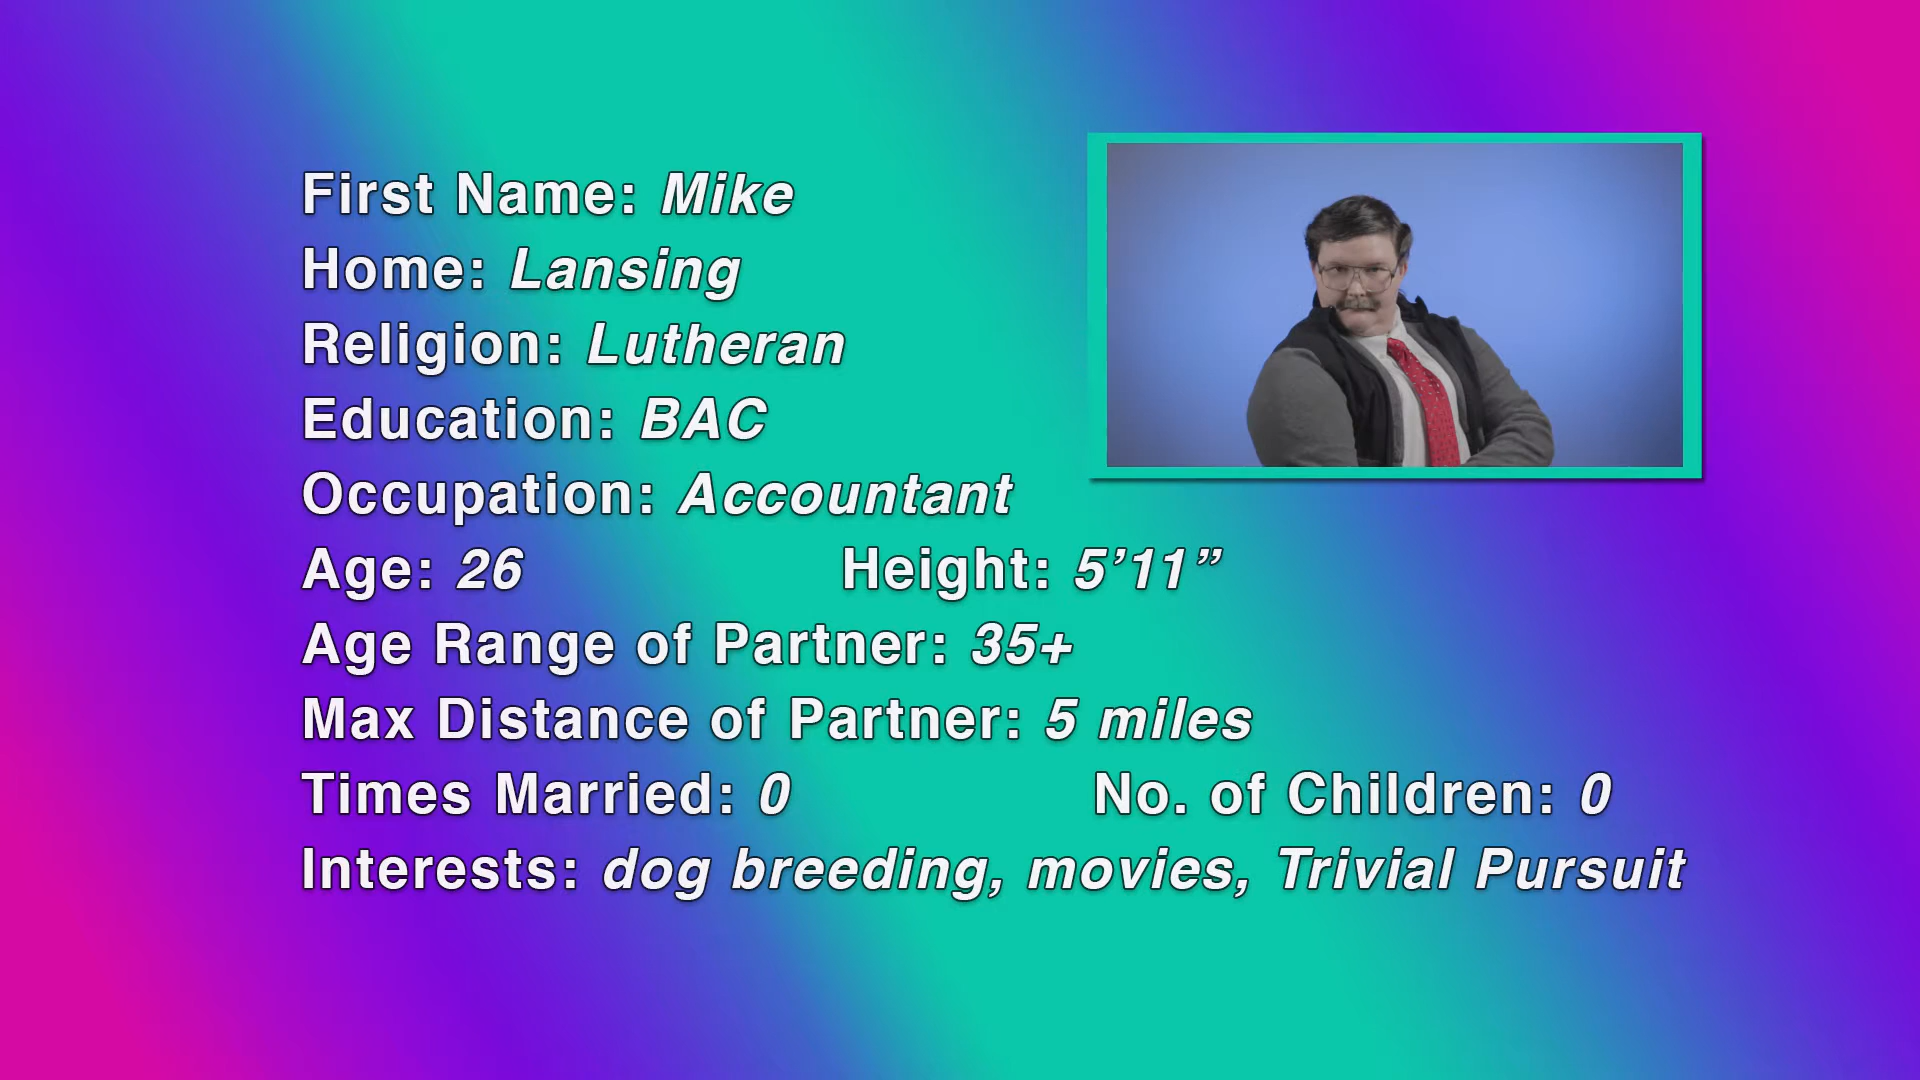 First Name: Mike
Home: Lansing
Religion: Lutheran
Education: BAC
Occupation: Accountant
Age: 26 Height: 5’11”
Age Range of Partner: 35+
Max Distance of Partner: 5 miles
Times Married: 0 No. of Children: 0
Interests: dog breeding, movies, Trivial Pursuit